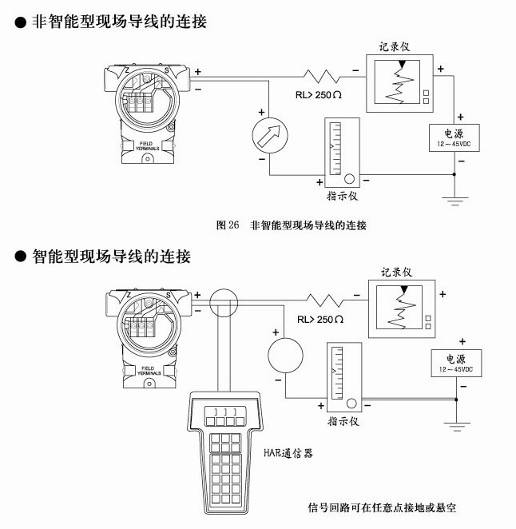 ● 非智能型现场导线的连接
记录仪
Z S + − − +
RL>250Ω
+
电源
12～45VDC
FIELD
TERMINALS
− + − −
指示仪
图26 非智能型现场导线的连接
● 智能型现场导线的连接
记录仪
Z S + − − +
RL>250Ω
+ +
电源
12～45VDC
FIELD
TERMINALS
− + − −
指示仪
HAR通信器
信号回路可在任意点接地或悬空